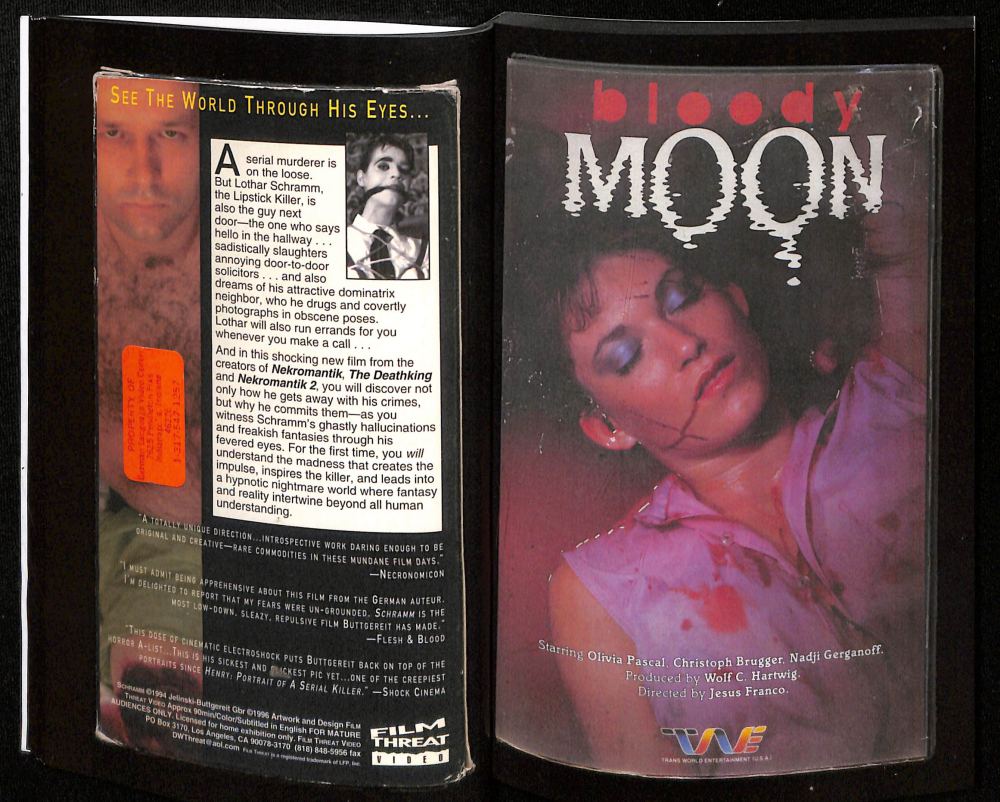 SEE THE WORLD THROUGH HIS EYES...
A serial murderer is
on the loose.
But Lothar Schramm,
the Lipstick Killer, is
also the guy next
door—the one who says
hello in the hallway . . .
sadistically slaughters
annoying door-to-door
solicitors . . . and also
dreams of his attractive dominatrix
neighbor, who he drugs and covertly
photographs in obscene poses.
Lothar will also run errands for you
whenever you make a call . . .
And in this shocking new film from the
creators of Nekromantik, The Deathking
and Nekromantik 2, you will discover not
only how he gets away with his crimes,
but why he commits them—as you
witness Schramm's ghastly hallucinations
and freakish fantasies through his
fevered eyes. For the first time, you will
understand the madness that creates the
impulse, inspires the killer, and leads into
a hypnotic nightmare world where fantasy
and reality intertwine beyond all human
understanding.
PROPERTY OF
1-317-547-1257
"A TOTALLY UNIQUE DIRECTION...INTROSPECTIVE WORK DARING ENOUGH TO BE
ORIGINAL AND CREATIVE—RARE COMMODITIES IN THESE MUNDANE FILM DAYS."
—NECRONOMICON
"I MUST ADMIT BEING APPREHENSIVE ABOUT THIS FILM FROM THE GERMAN AUTEUR.
I'M DELIGHTED TO REPORT THAT MY FEARS WERE UN-GROUNDED. SCHRAMM IS THE
MOST LOW-DOWN, SLEAZY, REPULSIVE FILM BUTTGEREIT HAS MADE."
—FLESH & BLOOD
"THIS DOSE OF CINEMATIC ELECTROSHOCK PUTS BUTTGEREIT BACK ON TOP OF THE
HORROR A-LIST...THIS IS HIS SICKEST AND SLICKEST PIC YET...ONE OF THE CREEPIEST
PORTRAITS SINCE HENRY: PORTRAIT OF A SERIAL KILLER." —SHOCK CINEMA
SCHRAMM ©1994 Jelinski-Buttgereit Gbr ©1996 Artwork and Design FILM
THREAT VIDEO Approx 90min/Color/Subtitled in English FOR MATURE
AUDIENCES ONLY. Licensed for home exhibition only. FILM THREAT VIDEO
PO Box 3170, Los Angeles, CA 90078-3170 (818) 848-5956 fax
DWThreat@aol.com FILM THREAT is a registered trademark of LFP, Inc.
FILM
THREAT
VIDEO
bloody
MOON
Starring Olivia Pascal, Christoph Brugger, Nadji Gerganoff.
Produced by Wolf C. Hartwig.
Directed by Jesus Franco.
TWE
TRANS WORLD ENTERTAINMENT (U.S.A.)